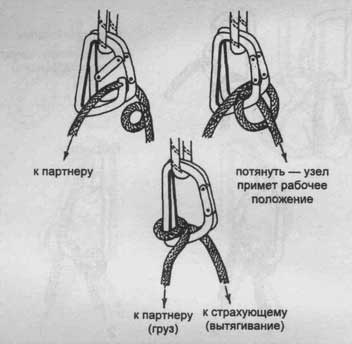 к партнеру
потянуть — узел
примет рабочее
положение
к партнеру
(груз)
к страхующему
(вытягивание)